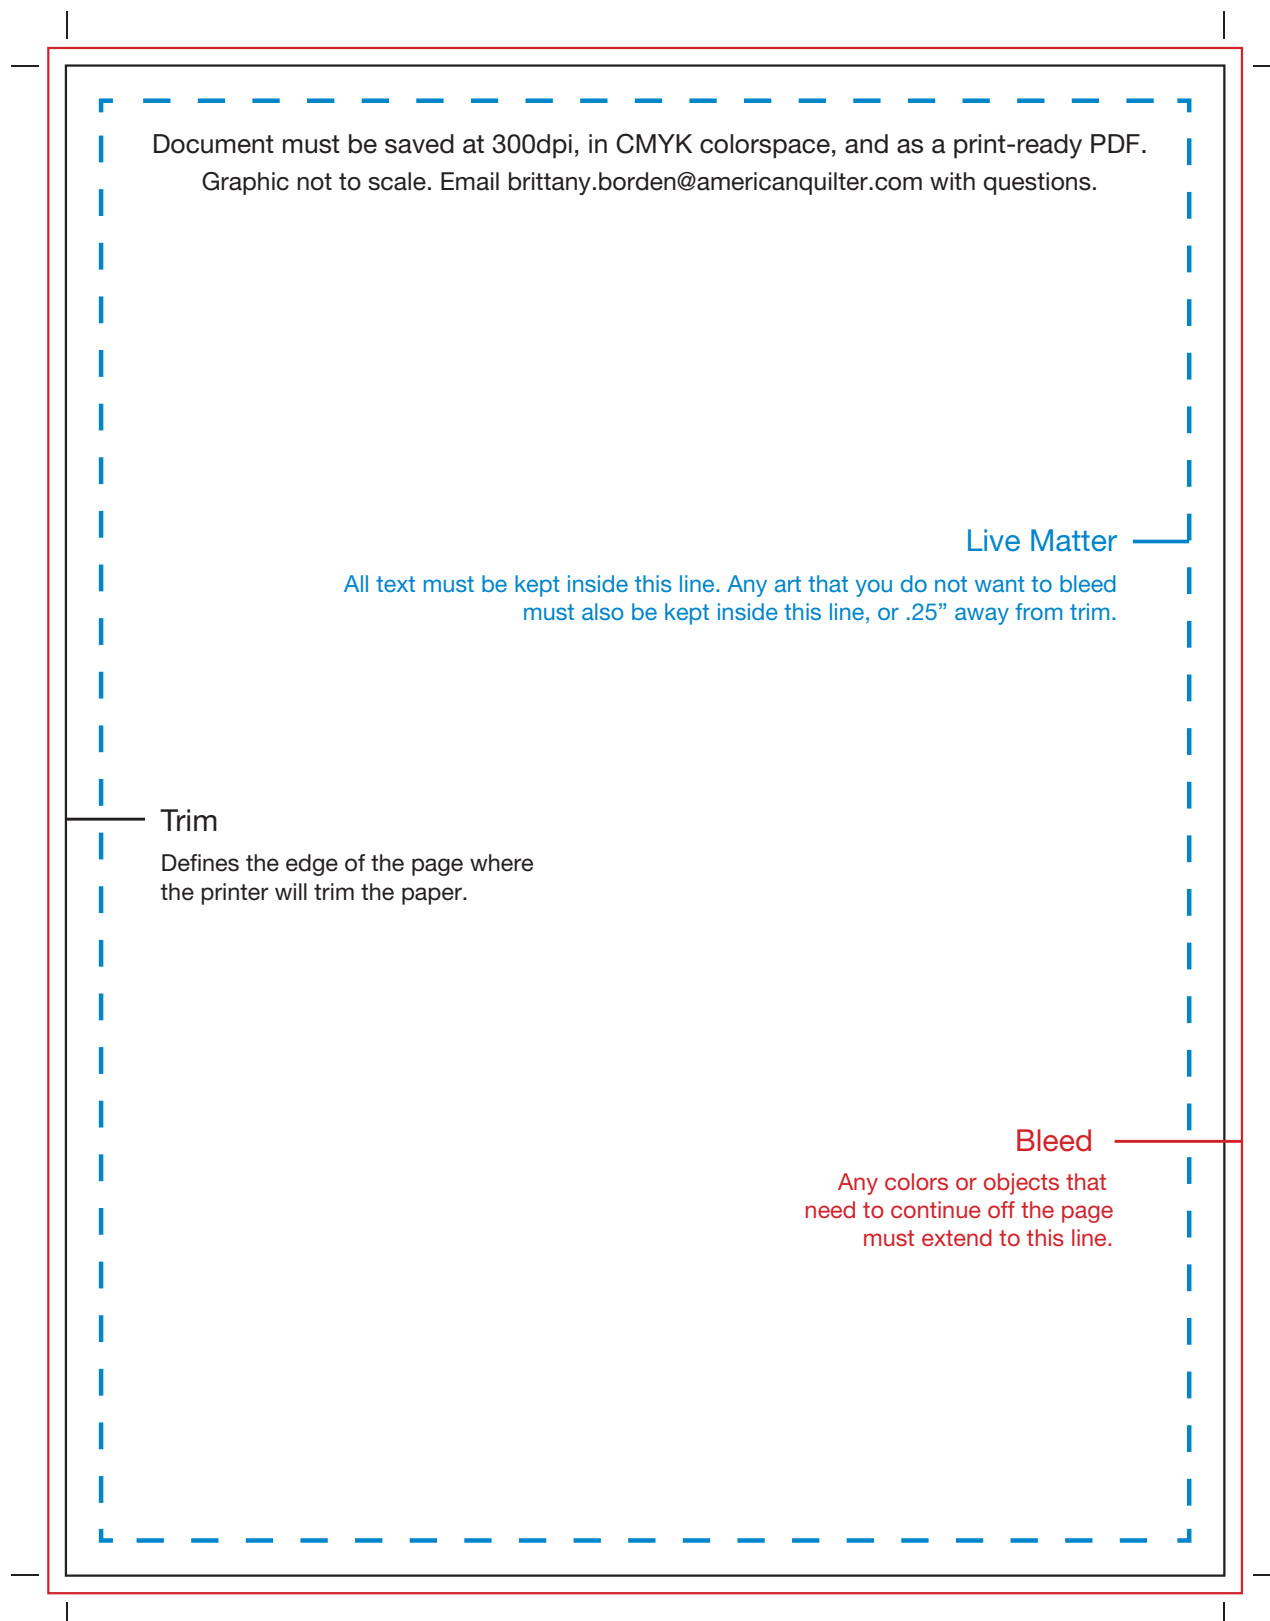 Document must be saved at 300dpi, in CMYK colorspace, and as a print-ready PDF.
Graphic not to scale. Email brittany.borden@americanquilter.com with questions.
Live Matter
All text must be kept inside this line. Any art that you do not want to bleed
must also be kept inside this line, or .25” away from trim.
Trim
Defines the edge of the page where
the printer will trim the paper.
Bleed
Any colors or objects that
need to continue off the page
must extend to this line.